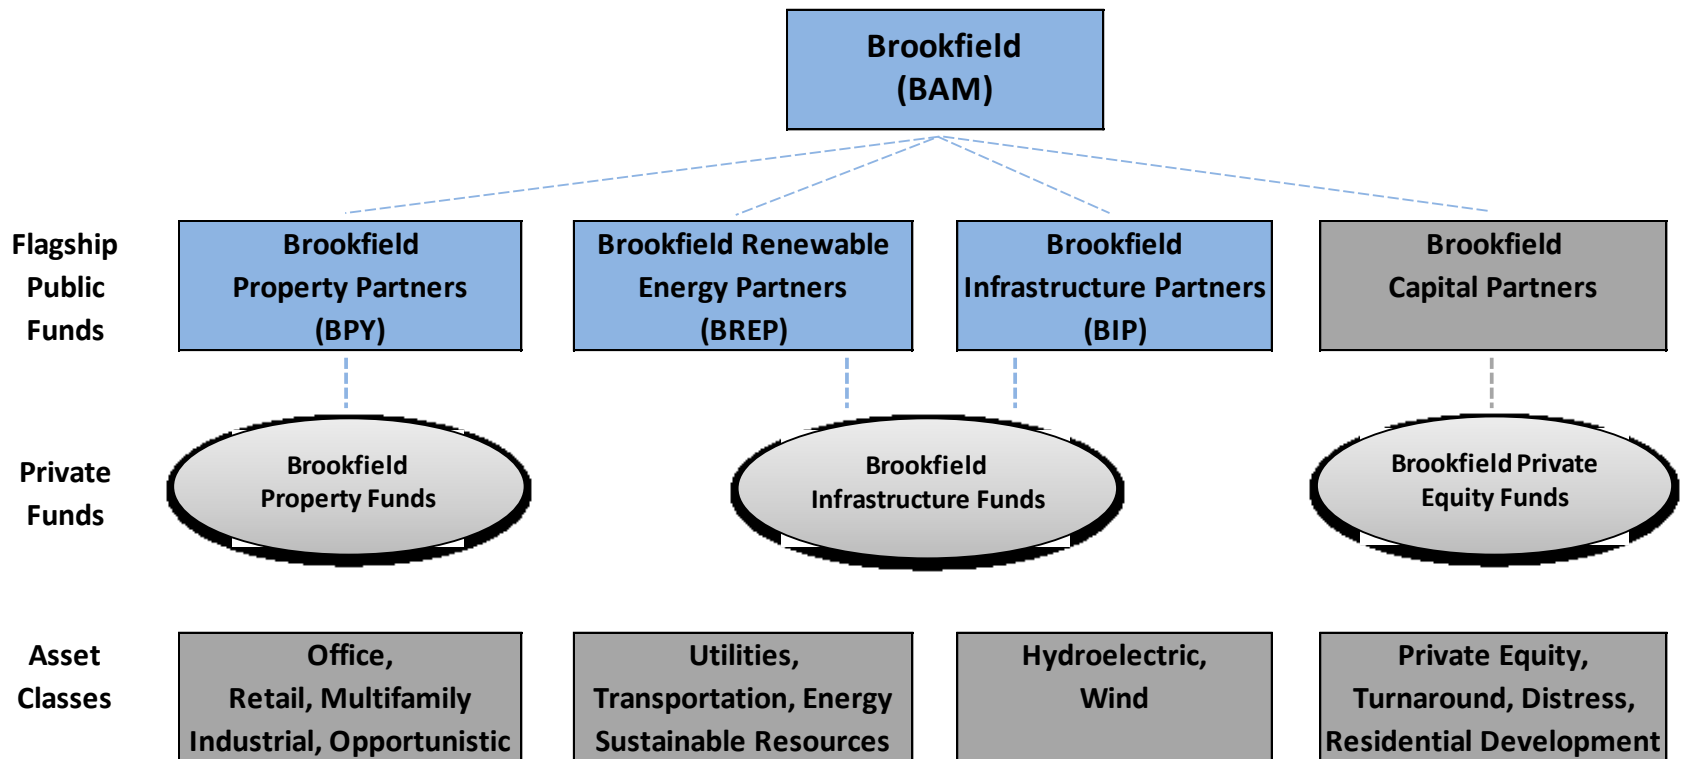 Brookfield
(BAM)
Flagship
Public
Funds
Brookfield
Property Partners
(BPY)
Brookfield Renewable
Energy Partners
(BREP)
Brookfield
Infrastructure Partners
(BIP)
Brookfield
Capital Partners
Private
Funds
Brookfield
Property Funds
Brookfield
Infrastructure Funds
Brookfield Private
Equity Funds
Asset
Classes
Office,
Retail, Multifamily
Industrial, Opportunistic
Utilities,
Transportation, Energy
Sustainable Resources
Hydroelectric,
Wind
Private Equity,
Turnaround, Distress,
Residential Development